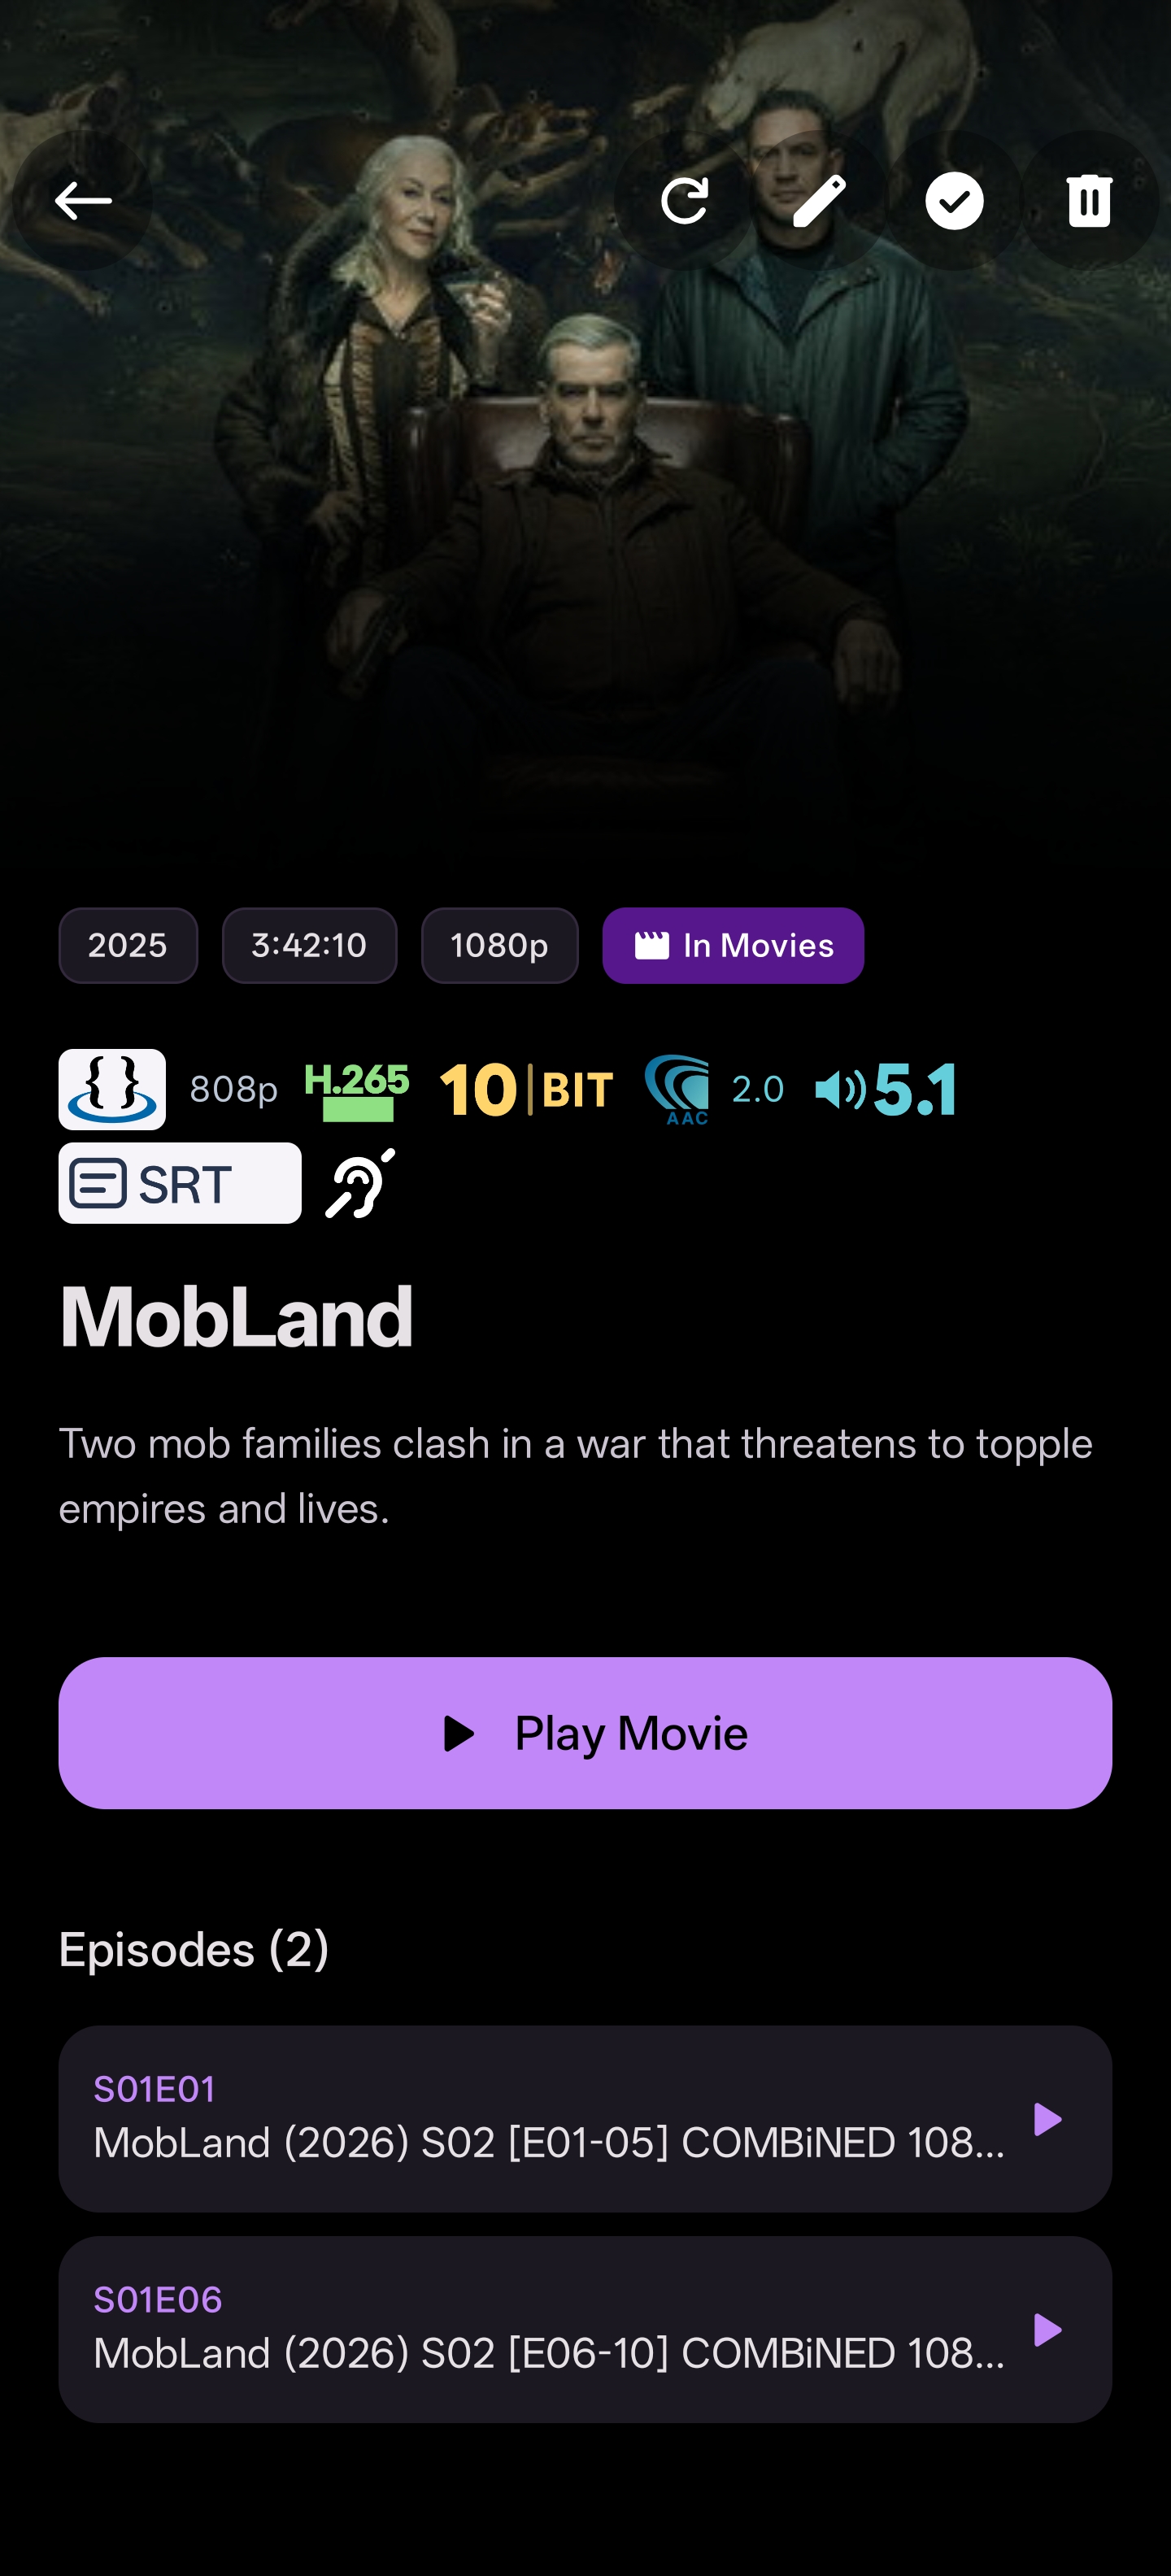 2025 3:42:10 1080p In Movies
{ } 808p H.265 10|BIT AAC 2.0 5.1
SRT
MobLand
Two mob families clash in a war that threatens to topple
empires and lives.
Play Movie
Episodes (2)
S01E01
MobLand (2026) S02 [E01-05] COMBiNED 108...
S01E06
MobLand (2026) S02 [E06-10] COMBiNED 108...